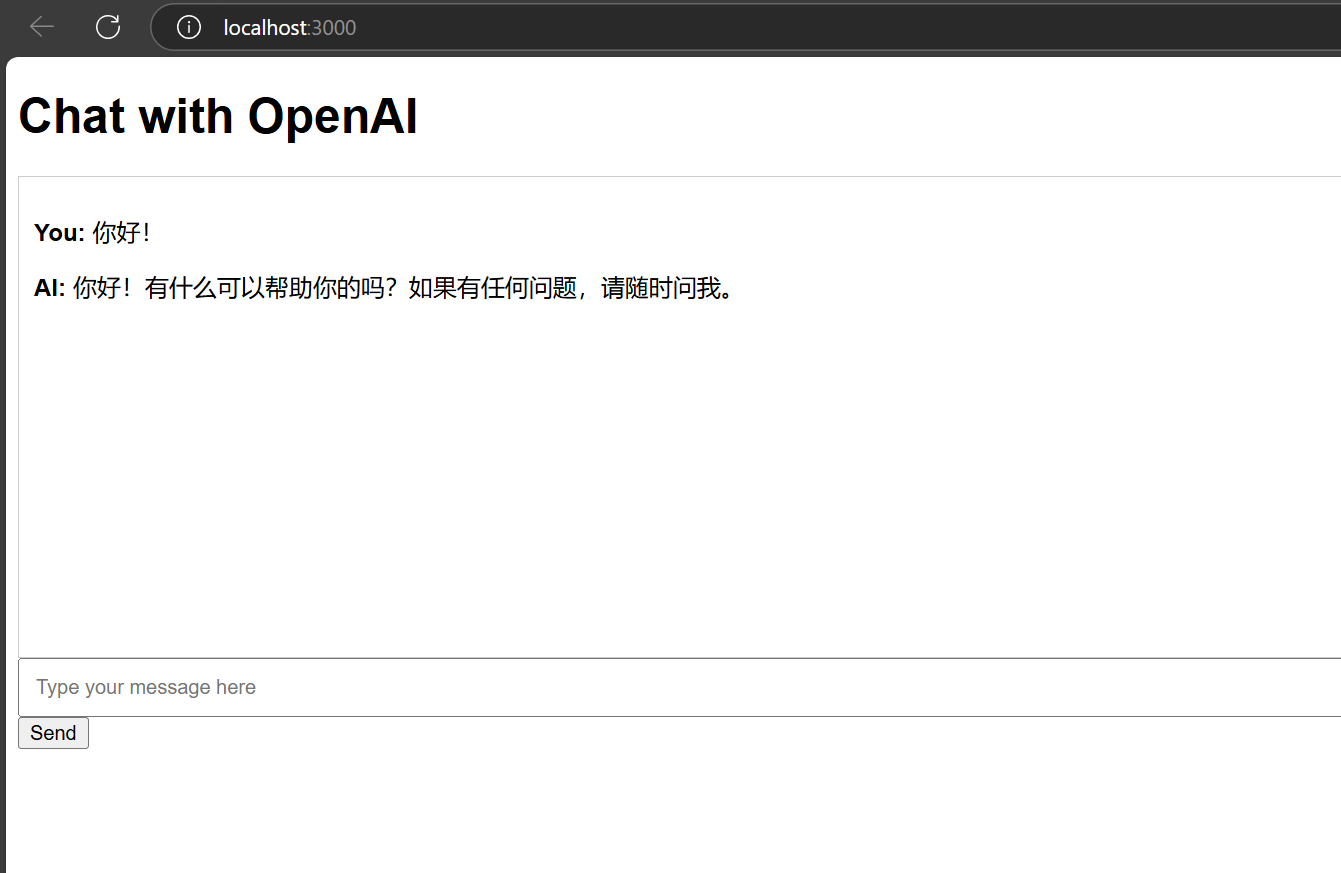 localhost:3000
Chat with OpenAI
You: 你好！
AI: 你好！有什么可以帮助你的吗？如果有任何问题，请随时问我。
Type your message here
Send